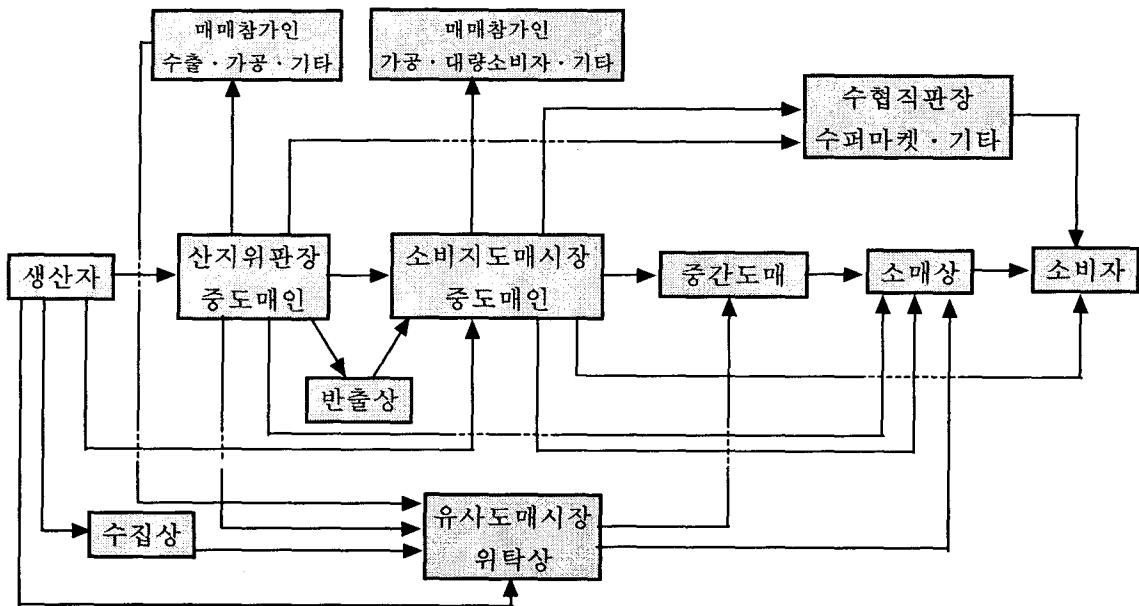 매매참가인
수출·가공·기타
매매참가인
가공·대량소비자·기타
수협직판장
수퍼마켓·기타
생산자
산지위판장
중도매인
소비지도매시장
중도매인
중간도매
소매상
소비자
반출상
수집상
유사도매시장
위탁상